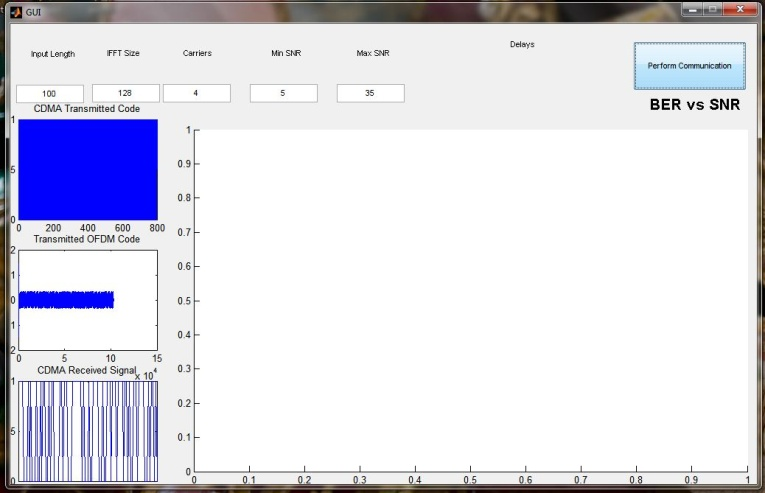 GUI
Input Length IFFT Size Carriers Min SNR Max SNR Delays
Perform Communication
100 128 4 5 35
BER vs SNR
CDMA Transmitted Code
1
5
0
0 200 400 600 800
Transmitted OFDM Code
2
1
0
1
2
0 5 10 15
x 10^4
CDMA Received Signal
1
5
0
1
0.9
0.8
0.7
0.6
0.5
0.4
0.3
0.2
0.1
0
0 0.1 0.2 0.3 0.4 0.5 0.6 0.7 0.8 0.9 1